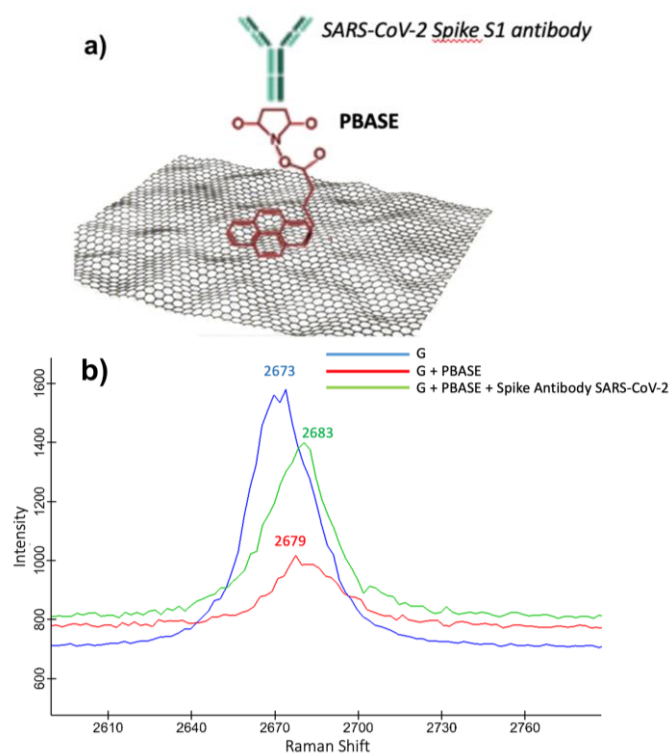 a)
SARS-CoV-2 Spike S1 antibody
PBASE
O
O
N
O
O
b)
G
G + PBASE
G + PBASE + Spike Antibody SARS-CoV-2
2673
2683
2679
Intensity
1600
1400
1200
1000
800
600
2610
2640
2670
2700
2730
2760
Raman Shift